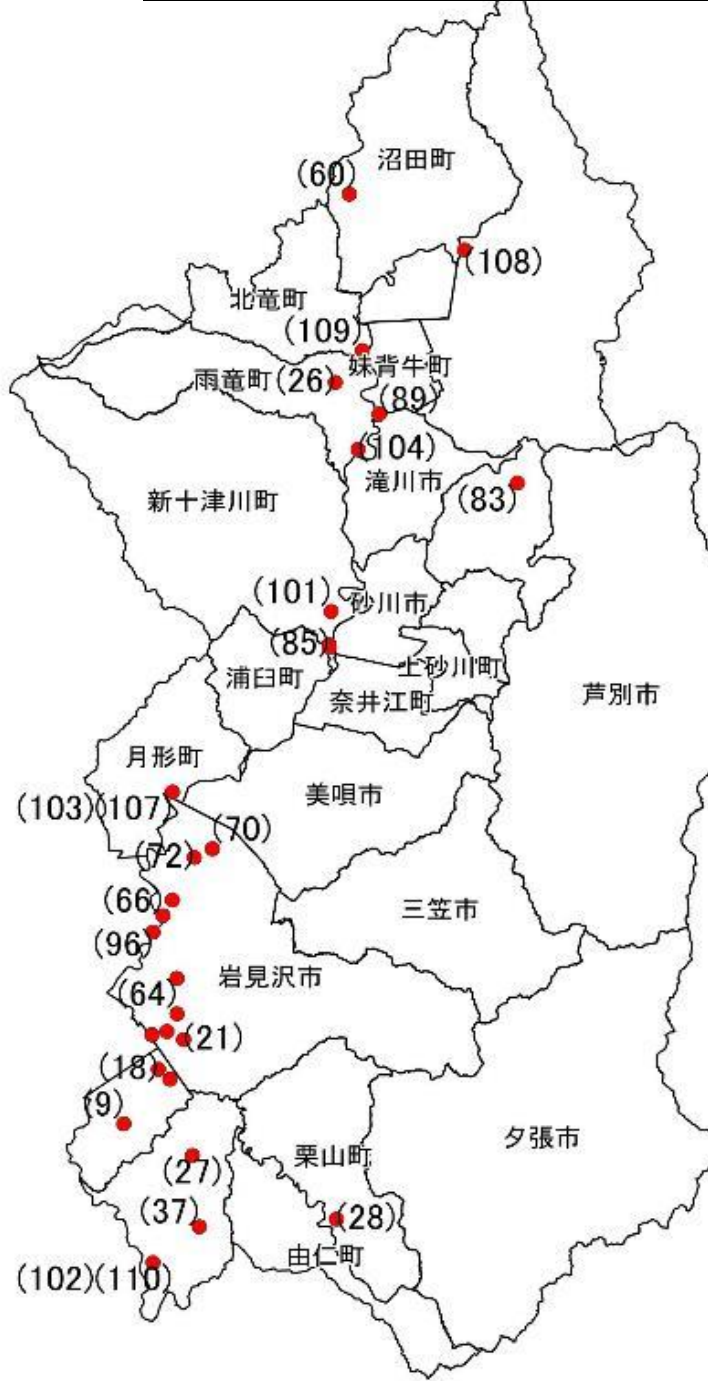 沼田町
(60)
(108)
北竜町
(109)
妹背牛町
雨竜町(26)
(89)
(104)
滝川市
(83)
新十津川町
(101)
砂川市
(85)
上砂川町
浦臼町
奈井江町
芦別市
月形町
美唄市
(103)(107)
(70)
(72)
(66)
三笠市
(96)
岩見沢市
(64)
(21)
(18)
(9)
夕張市
栗山町
(27)
(37)
(28)
由仁町
(102)(110)